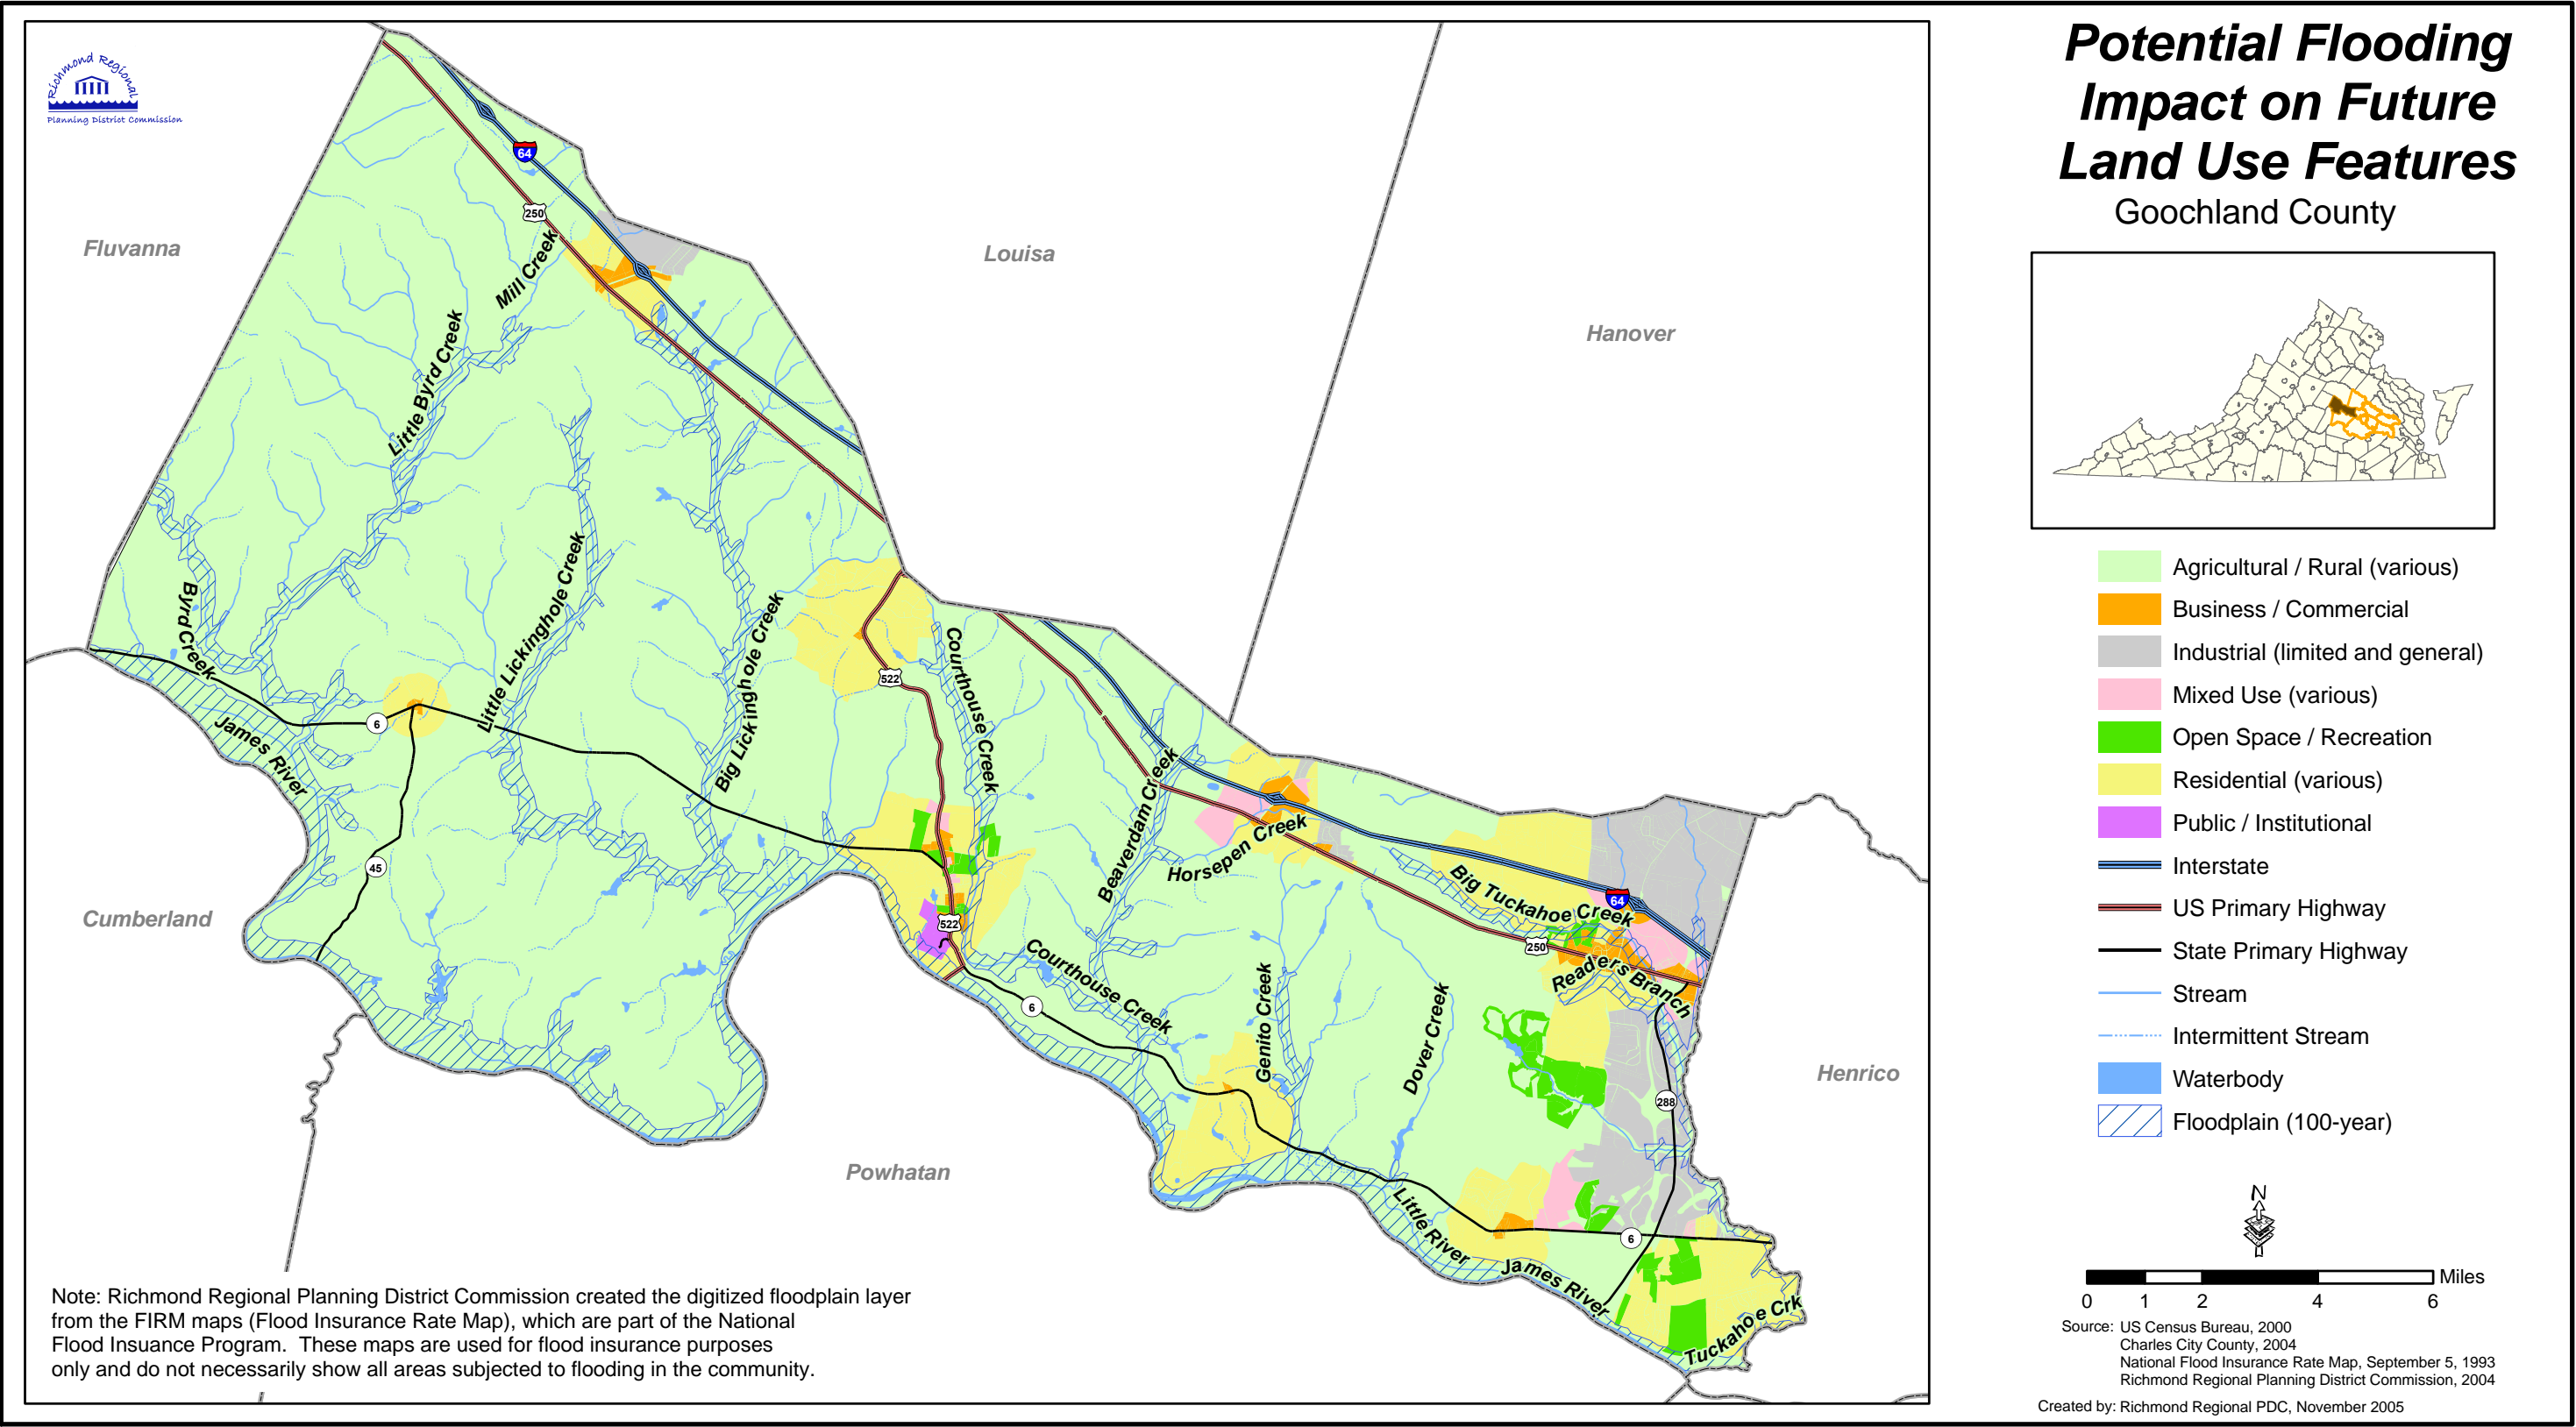 Potential Flooding
Impact on Future
Land Use Features
Goochland County
Richmond Regional
Planning District Commission
64
250
Fluvanna
Louisa
Hanover
Mill Creek
Little Byrd Creek
Byrd Creek
Little Lickinghole Creek
Big Lickinghole Creek
522
Courthouse Creek
6
James River
45
Cumberland
Beaverdam Creek
Horsepen Creek
Big Tuckahoe Creek
64
250
Readers Branch
522
Courthouse Creek
6
Genito Creek
Dover Creek
288
Henrico
Powhatan
Little River
6
James River
Tuckahoe Crk
Agricultural / Rural (various)
Business / Commercial
Industrial (limited and general)
Mixed Use (various)
Open Space / Recreation
Residential (various)
Public / Institutional
Interstate
US Primary Highway
State Primary Highway
Stream
Intermittent Stream
Waterbody
Floodplain (100-year)
N
Miles
0 1 2 4 6
Source: US Census Bureau, 2000
Charles City County, 2004
National Flood Insurance Rate Map, September 5, 1993
Richmond Regional Planning District Commission, 2004
Created by: Richmond Regional PDC, November 2005
Note: Richmond Regional Planning District Commission created the digitized floodplain layer
from the FIRM maps (Flood Insurance Rate Map), which are part of the National
Flood Insuance Program. These maps are used for flood insurance purposes
only and do not necessarily show all areas subjected to flooding in the community.